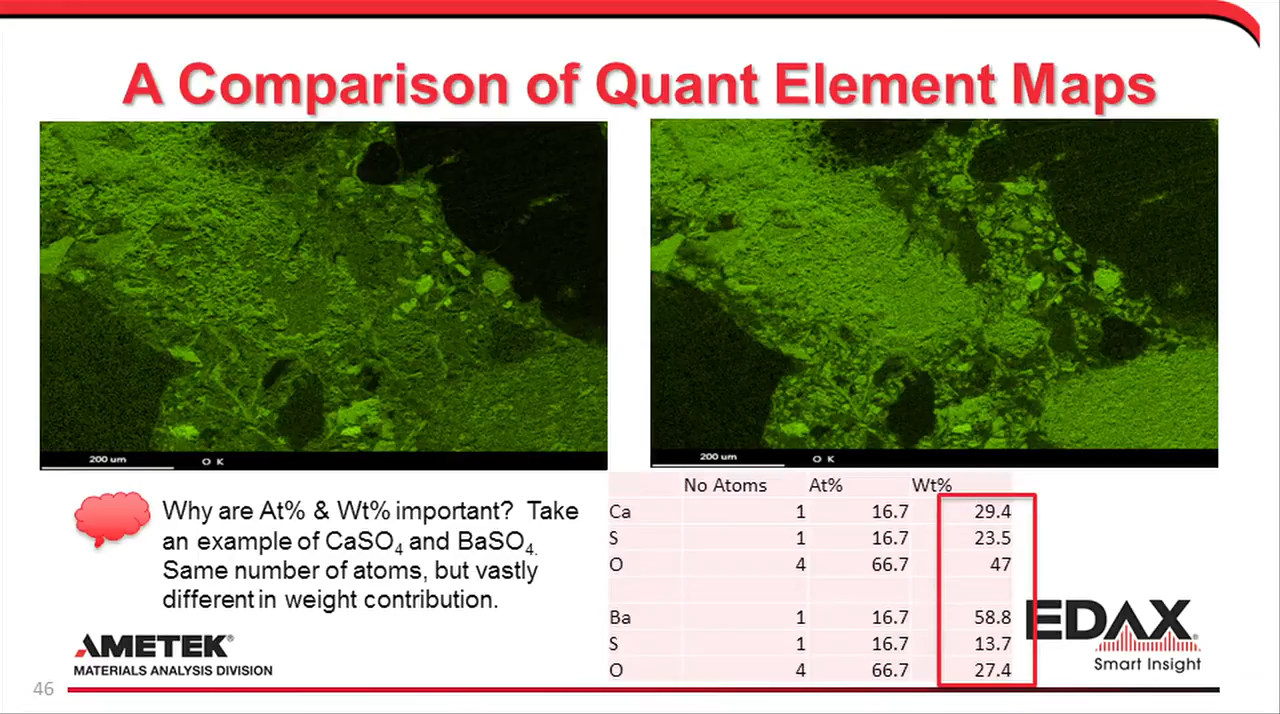 A Comparison of Quant Element Maps
200 um O K
200 um O K
Why are At% & Wt% important? Take
an example of CaSO4 and BaSO4.
Same number of atoms, but vastly
different in weight contribution.
No Atoms At% Wt%
Ca 1 16.7 29.4
S 1 16.7 23.5
O 4 66.7 47
Ba 1 16.7 58.8
S 1 16.7 13.7
O 4 66.7 27.4
AMETEK®
MATERIALS ANALYSIS DIVISION
EDAX®
Smart Insight
46